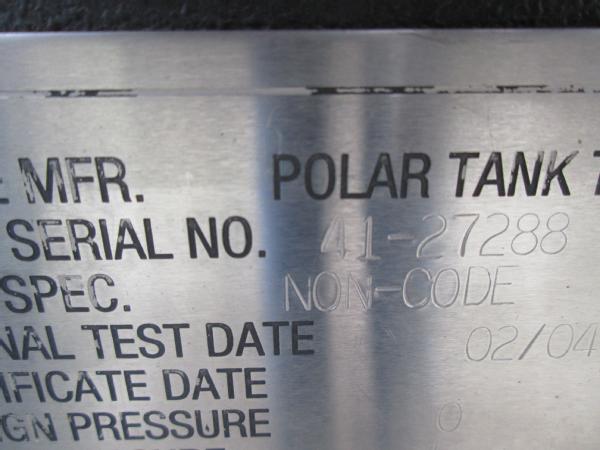 E MFR. POLAR TANK T
SERIAL NO. 41-27288
SPEC. NON-CODE
NAL TEST DATE 02/04
IFICATE DATE
IGN PRESSURE 0